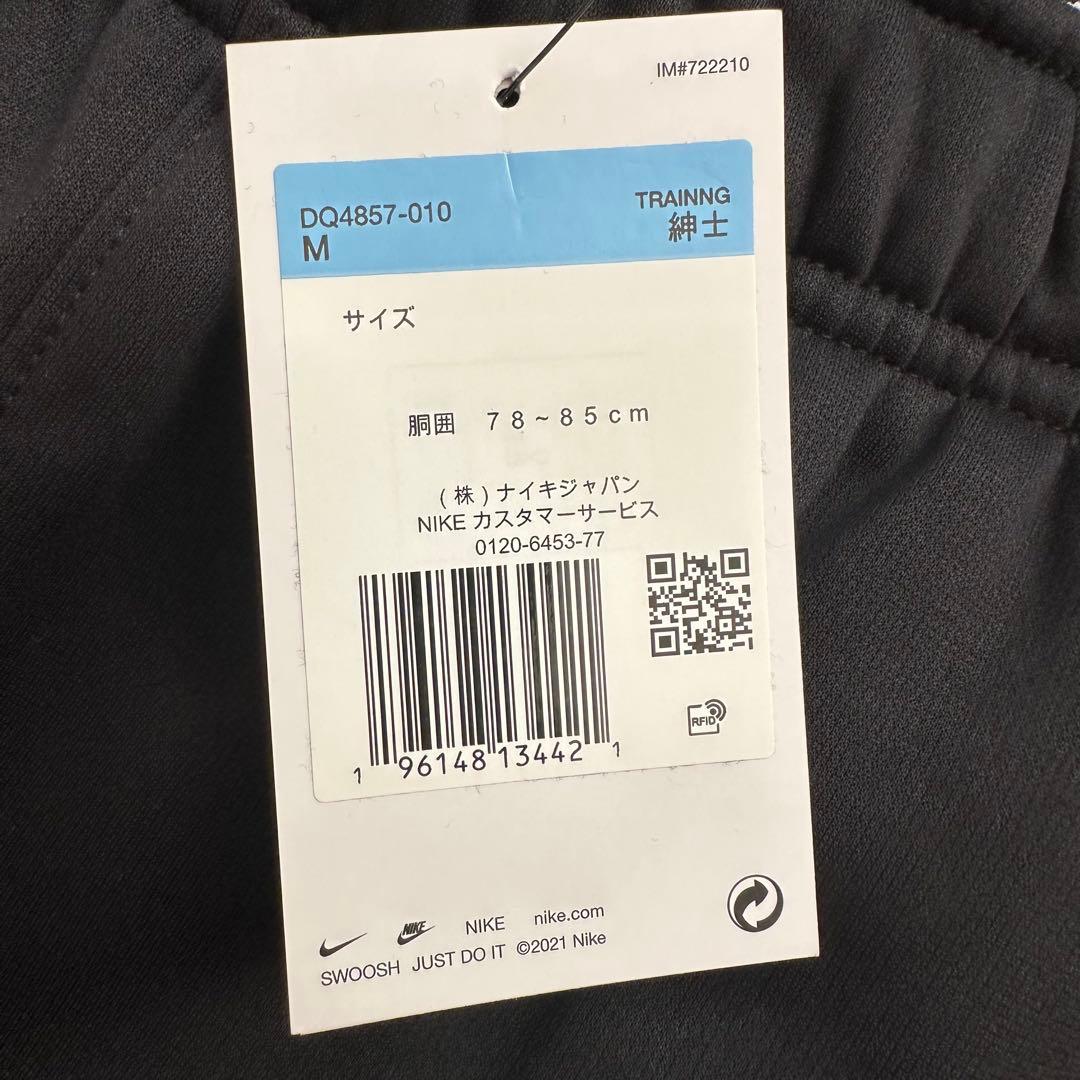 IM#722210
DQ4857-010
M
TRAINNG
紳士
サイズ
胴囲 78~85cm
(株)ナイキジャパン
NIKE カスタマーサービス
0120-6453-77
RFID
1 96148 13442 1
NIKE NIKE nike.com
SWOOSH JUST DO IT ©2021 Nike